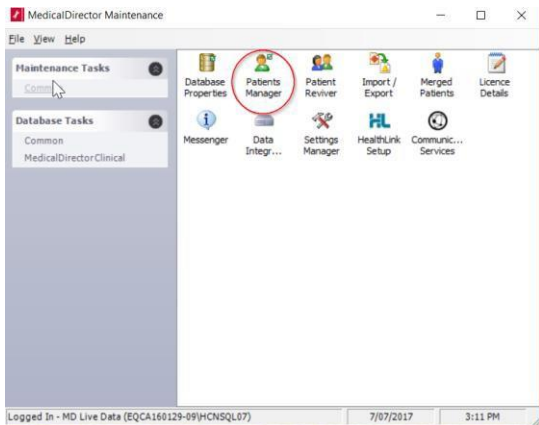 MedicalDirector Maintenance
File View Help
Maintenance Tasks
Database Tasks
Common
MedicalDirectorClinical
Database Properties
Patients Manager
Patient Reviver
Import / Export
Merged Patients
Licence Details
Messenger
Data Integr...
Settings Manager
HL
HealthLink Setup
Communic... Services
Logged In - MD Live Data (EQCA160129-09\HCNSQL07)
7/07/2017
3:11 PM